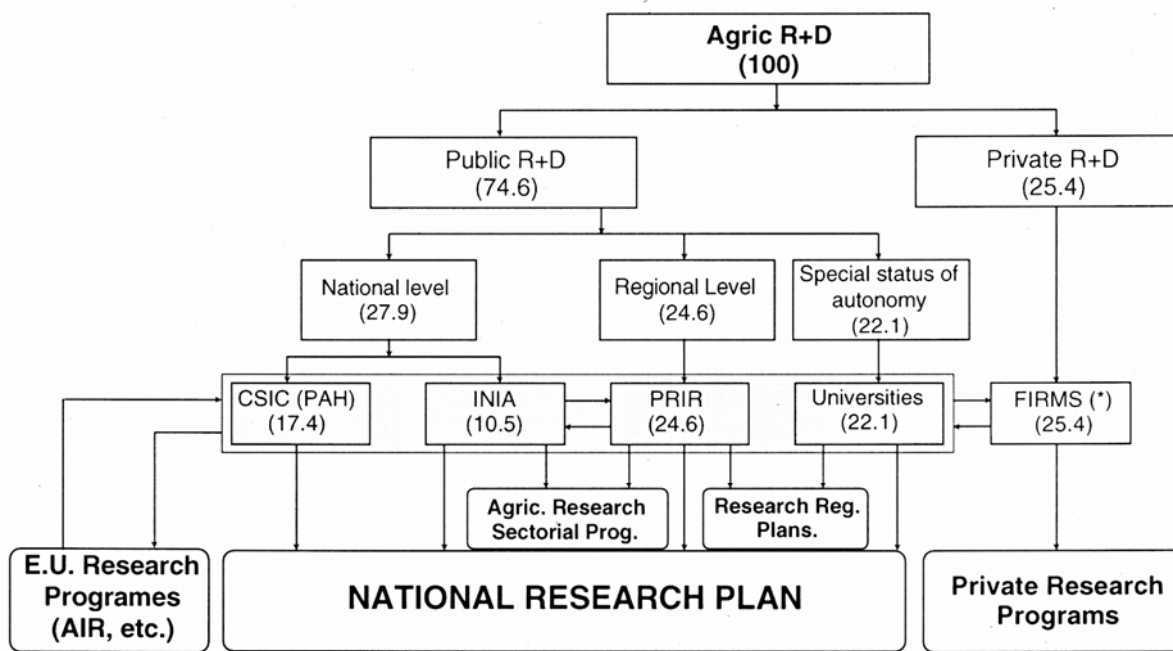 Agric R+D
(100)
Public R+D
(74.6)
Private R+D
(25.4)
National level
(27.9)
Regional Level
(24.6)
Special status of
autonomy
(22.1)
CSIC (PAH)
(17.4)
INIA
(10.5)
PRIR
(24.6)
Universities
(22.1)
FIRMS (*)
(25.4)
Agric. Research
Sectorial Prog.
Research Reg.
Plans.
E.U. Research
Programes
(AIR, etc.)
NATIONAL RESEARCH PLAN
Private Research
Programs